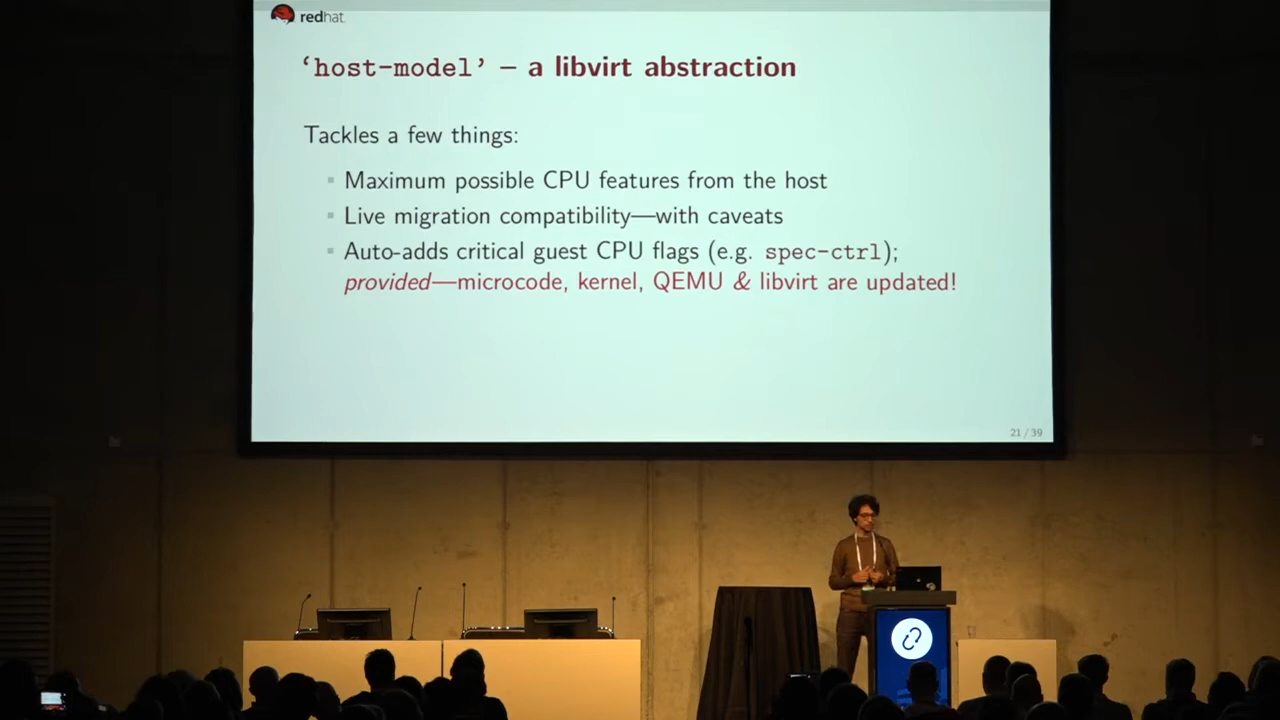 redhat.
‘host-model’ – a libvirt abstraction
Tackles a few things:
Maximum possible CPU features from the host
Live migration compatibility—with caveats
Auto-adds critical guest CPU flags (e.g. spec-ctrl);
provided—microcode, kernel, QEMU & libvirt are updated!
21 / 39